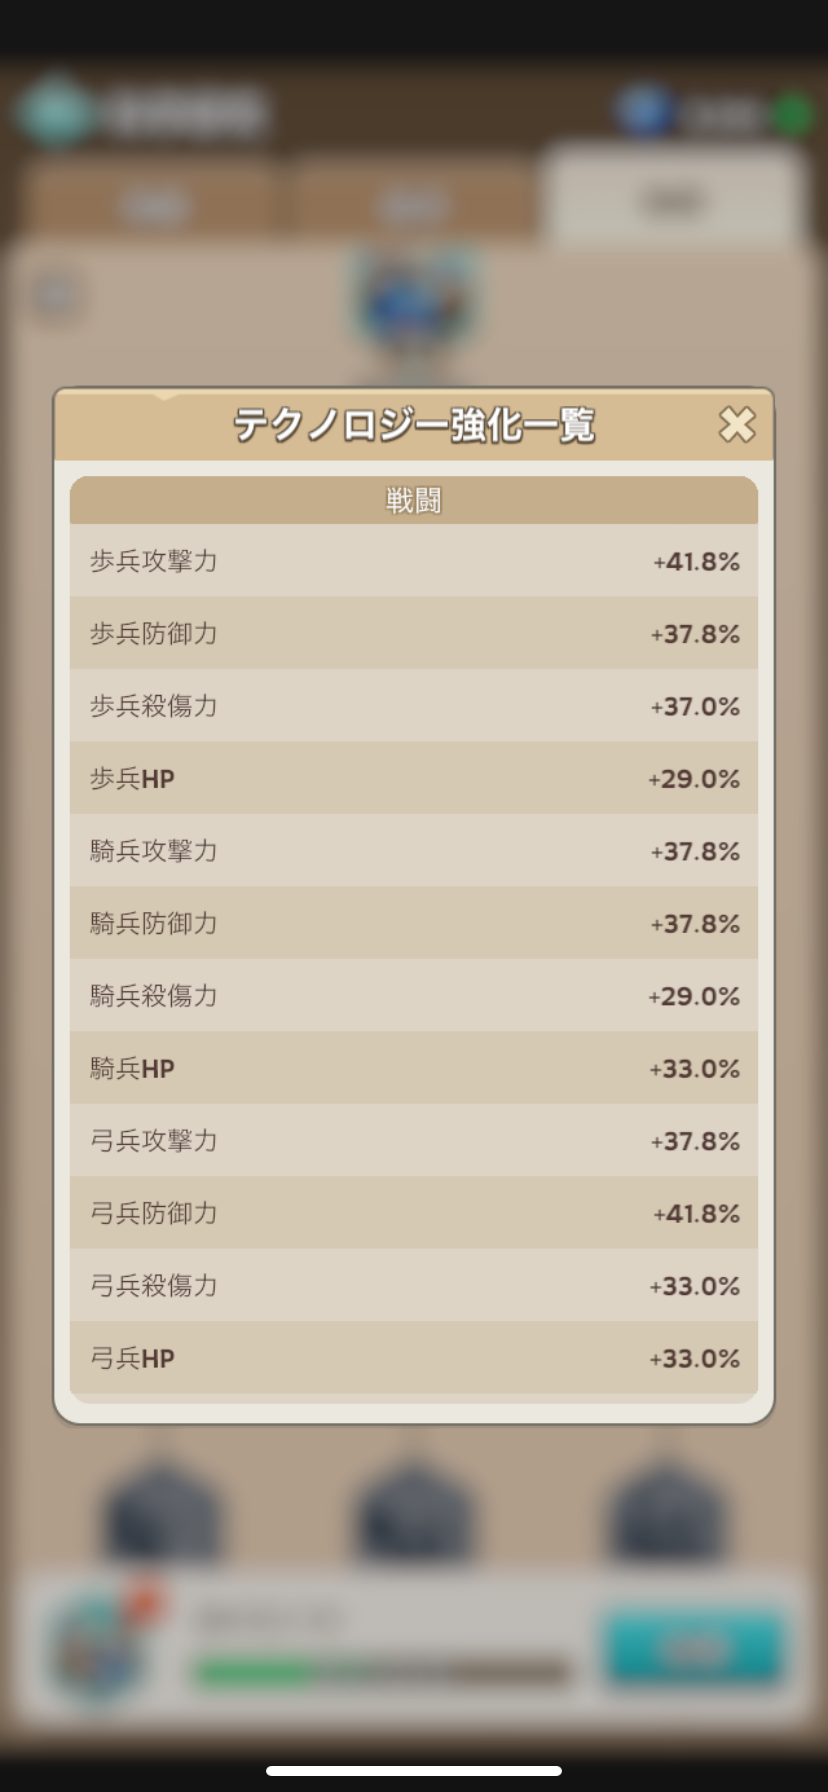 テクノロジー強化一覧
戦闘
歩兵攻撃力 +41.8%
歩兵防御力 +37.8%
歩兵殺傷力 +37.0%
歩兵HP +29.0%
騎兵攻撃力 +37.8%
騎兵防御力 +37.8%
騎兵殺傷力 +29.0%
騎兵HP +33.0%
弓兵攻撃力 +37.8%
弓兵防御力 +41.8%
弓兵殺傷力 +33.0%
弓兵HP +33.0%